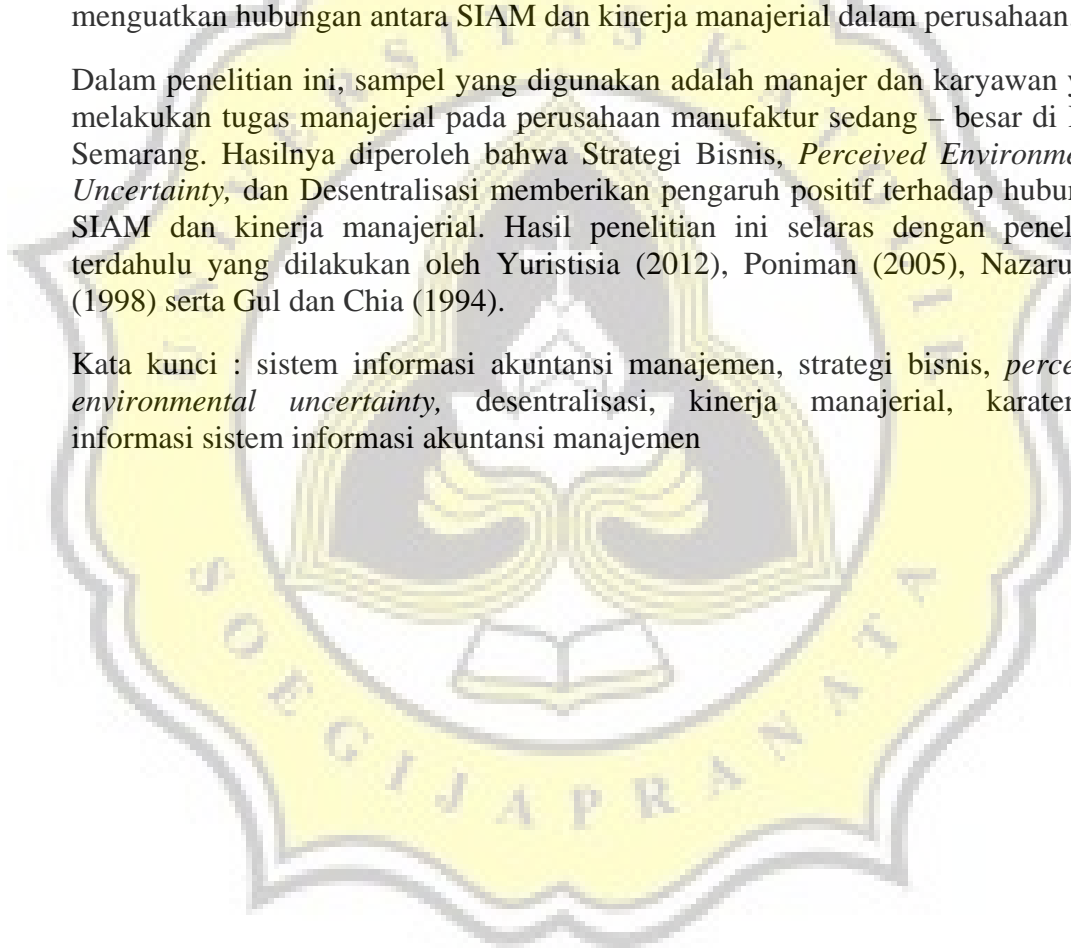 menguatkan hubungan antara SIAM dan kinerja manajerial dalam perusahaan
Dalam penelitian ini, sampel yang digunakan adalah manajer dan karyawan y
melakukan tugas manajerial pada perusahaan manufaktur sedang – besar di
Semarang. Hasilnya diperoleh bahwa Strategi Bisnis, Perceived Environme
Uncertainty, dan Desentralisasi memberikan pengaruh positif terhadap hubun
SIAM dan kinerja manajerial. Hasil penelitian ini selaras dengan penel
terdahulu yang dilakukan oleh Yuristisia (2012), Poniman (2005), Nazaru
(1998) serta Gul dan Chia (1994).
Kata kunci : sistem informasi akuntansi manajemen, strategi bisnis, perce
environmental uncertainty, desentralisasi, kinerja manajerial, karaten
informasi sistem informasi akuntansi manajemen
SOEGIJAPRANATA